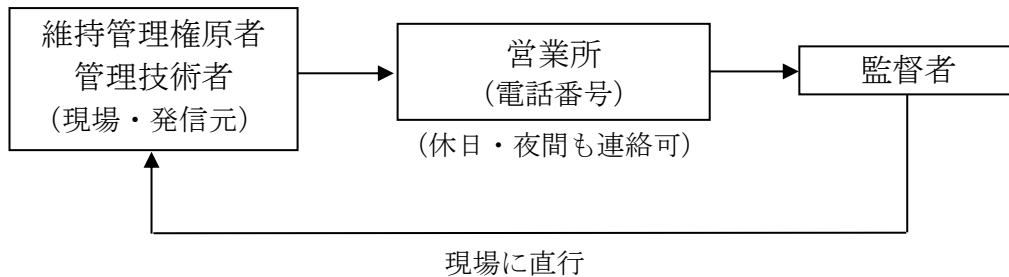 維持管理権原者
管理技術者
（現場・発信元）
営業所
（電話番号）
（休日・夜間も連絡可）
監督者
現場に直行